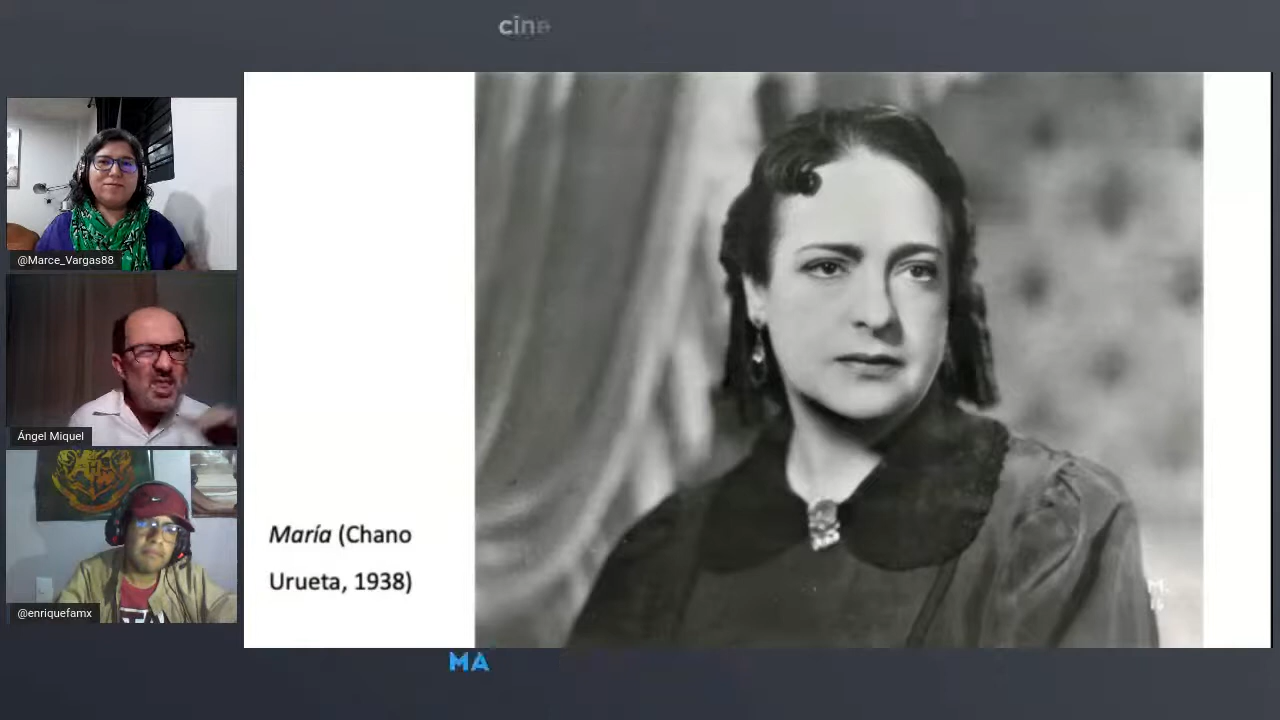 cine
@Marce_Vargas88
Ángel Miquel
@enriquefamx
María (Chano
Urueta, 1938)
MA